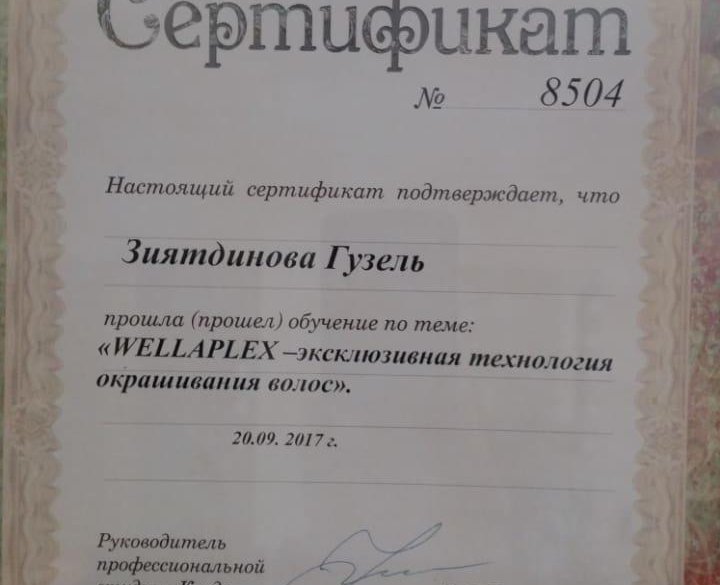 Сертификат
№ 8504
Настоящий сертификат подтверждает, что
Зиятдинова Гузель
прошла (прошел) обучение по теме:
«WELLAPLEX –эксклюзивная технология
окрашивания волос».
20.09. 2017 г.
Руководитель
профессиональной